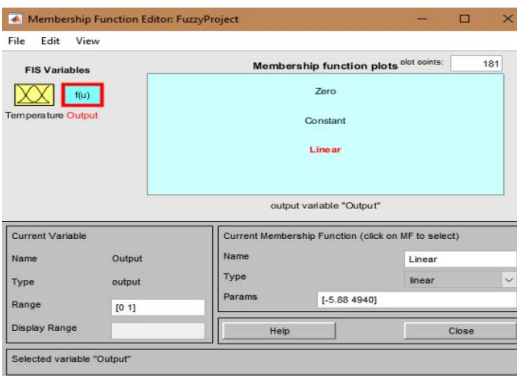 Membership Function Editor: FuzzyProject
File Edit View
FIS Variables
f(u)
Temperature Output
Membership function plots plot points: 181
Zero
Constant
Linear
output variable "Output"
Current Variable
Name Output
Type output
Range [0 1]
Display Range
Current Membership Function (click on MF to select)
Name Linear
Type linear
Params [-5.88 4940]
Help Close
Selected variable "Output"